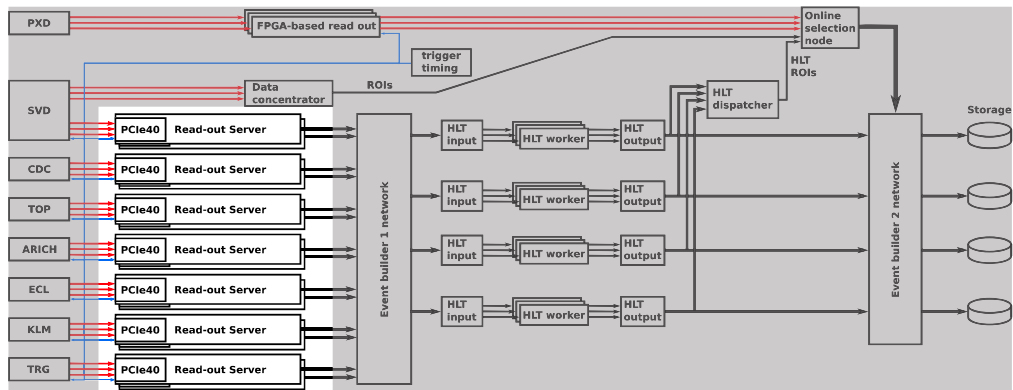 PXD
FPGA-based read out
Online
selection
node
trigger
timing
HLT
ROIs
SVD
Data
concentrator
ROIs
HLT
dispatcher
Storage
PCIe40 Read-out Server
HLT
input
HLT worker
HLT
output
CDC
PCIe40 Read-out Server
TOP
PCIe40 Read-out Server
HLT
input
HLT worker
HLT
output
ARICH
PCIe40 Read-out Server
HLT
input
HLT worker
HLT
output
ECL
PCIe40 Read-out Server
HLT
input
HLT worker
HLT
output
KLM
PCIe40 Read-out Server
TRG
PCIe40 Read-out Server
Event builder 1 network
Event builder 2 network